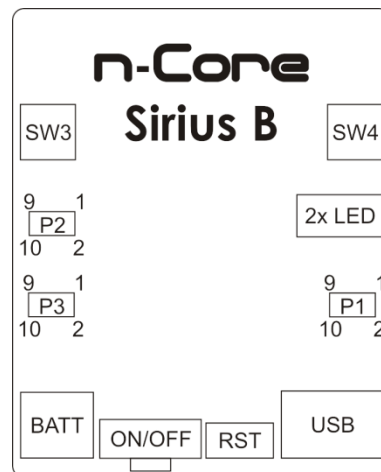 n-Core
Sirius B
SW3
SW4
9 1
P2
10 2
2x LED
9 1
P3
10 2
9 1
P1
10 2
BATT
ON/OFF
RST
USB